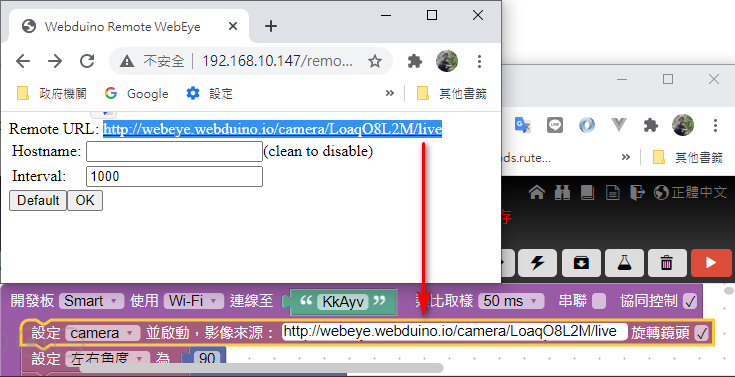 Webduino Remote WebEye
不安全 192.168.10.147/remo...
政府機關 Google 設定 » 其他書籤
Remote URL: http://webeye.webduino.io/camera/LoaqO8L2M/live
Hostname: (clean to disable)
Interval: 1000
Default OK
ds.rute... » 其他書籤
正體中文
存
開發板 Smart 使用 Wi-Fi 連線至 “ KkAyv ” 類比取樣 50 ms 串聯 協同控制
設定 camera 並啟動，影像來源： http://webeye.webduino.io/camera/LoaqO8L2M/live 旋轉鏡頭
設定 左右角度 為 90